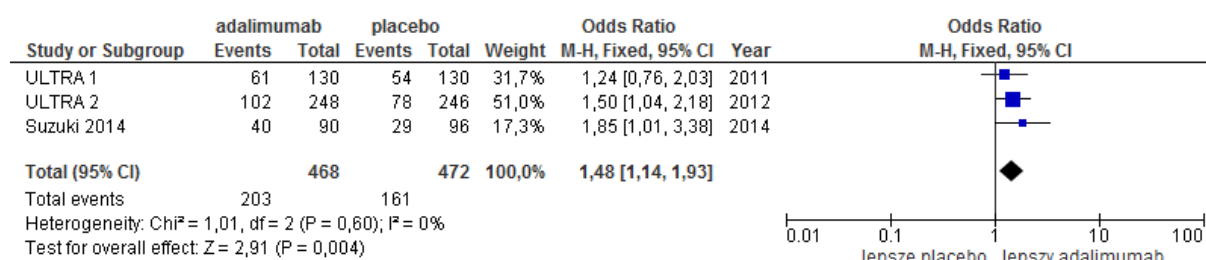 adalimumab placebo Odds Ratio Odds Ratio
Study or Subgroup Events Total Events Total Weight M-H, Fixed, 95% CI Year M-H, Fixed, 95% CI
ULTRA 1 61 130 54 130 31,7% 1,24 [0,76, 2,03] 2011
ULTRA 2 102 248 78 246 51,0% 1,50 [1,04, 2,18] 2012
Suzuki 2014 40 90 29 96 17,3% 1,85 [1,01, 3,38] 2014
Total (95% CI) 468 472 100,0% 1,48 [1,14, 1,93]
Total events 203 161
Heterogeneity: Chi² = 1,01, df = 2 (P = 0,60); I² = 0%
Test for overall effect: Z = 2,91 (P = 0,004)
0.01 0.1 1 10 100
lepsze placebo lepszy adalimumab